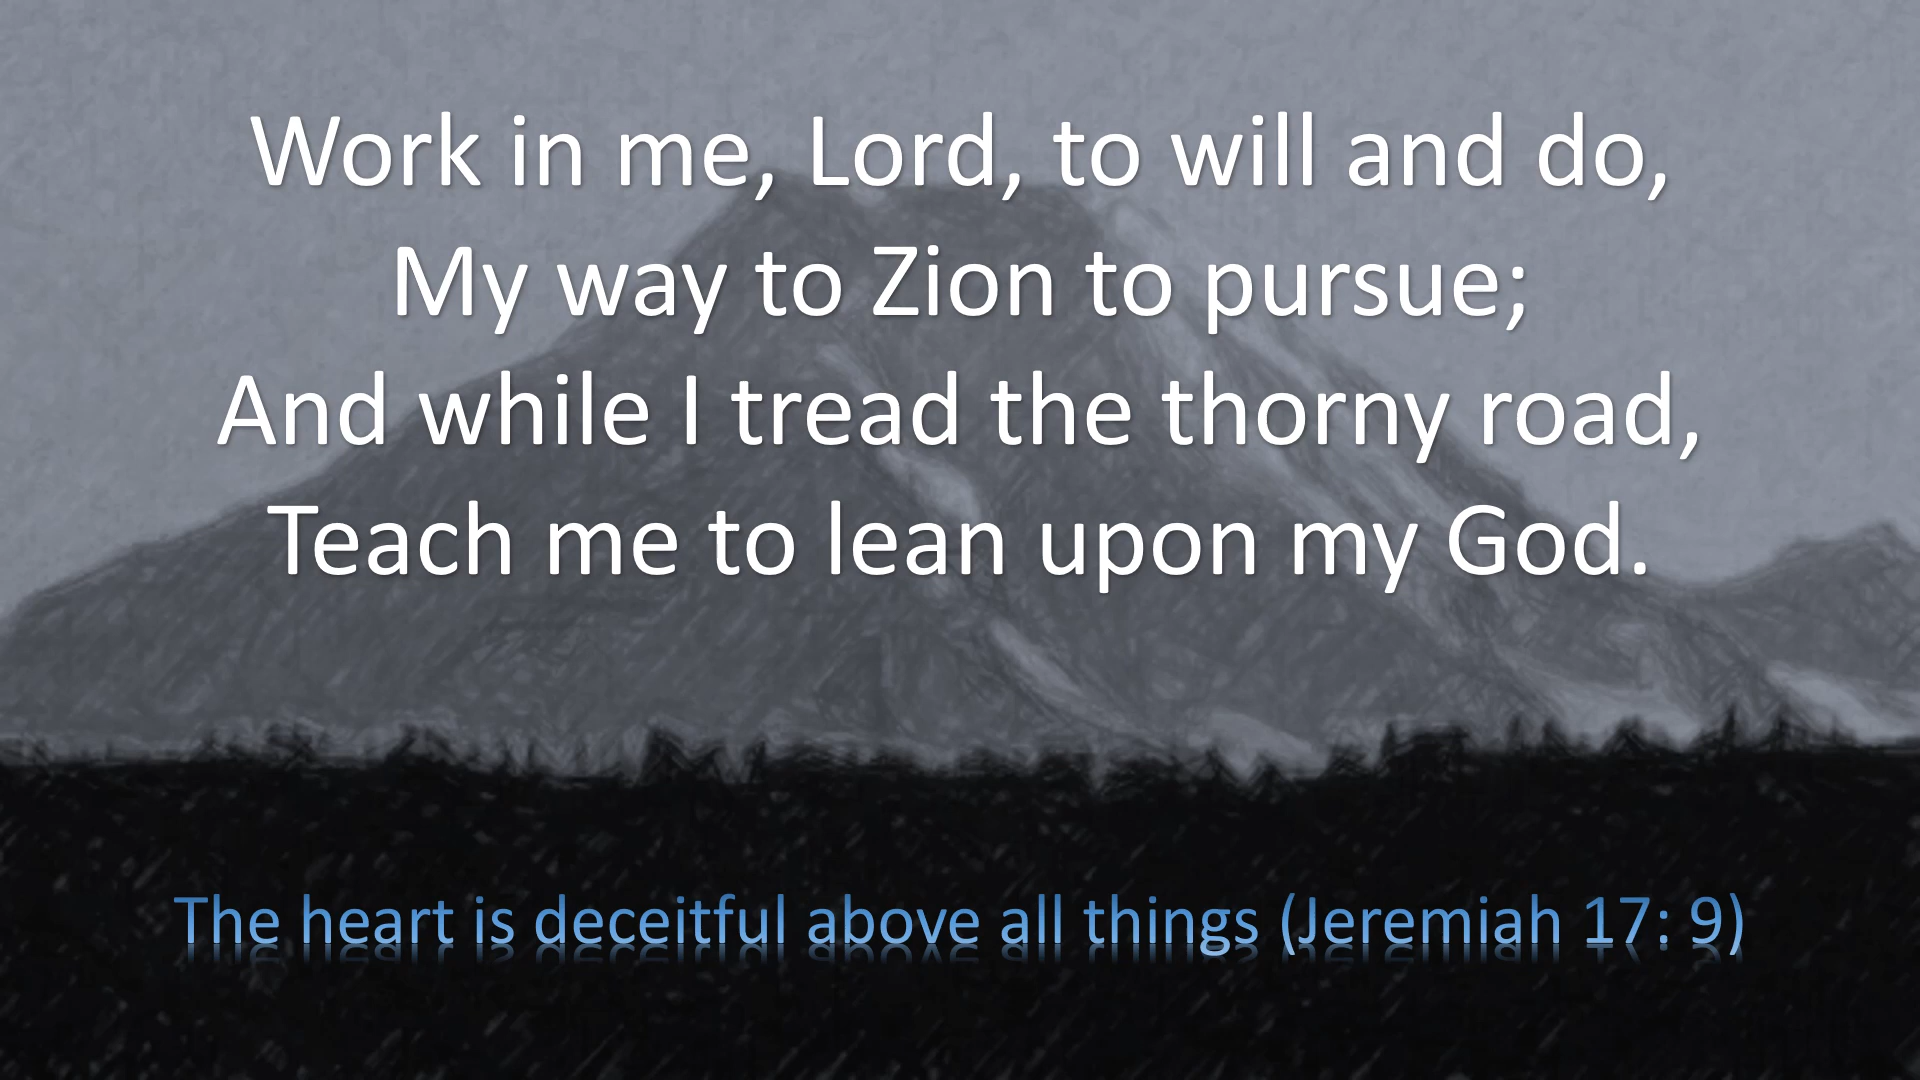 Work in me, Lord, to will and do,
My way to Zion to pursue;
And while I tread the thorny road,
Teach me to lean upon my God.
The heart is deceitful above all things (Jeremiah 17: 9)